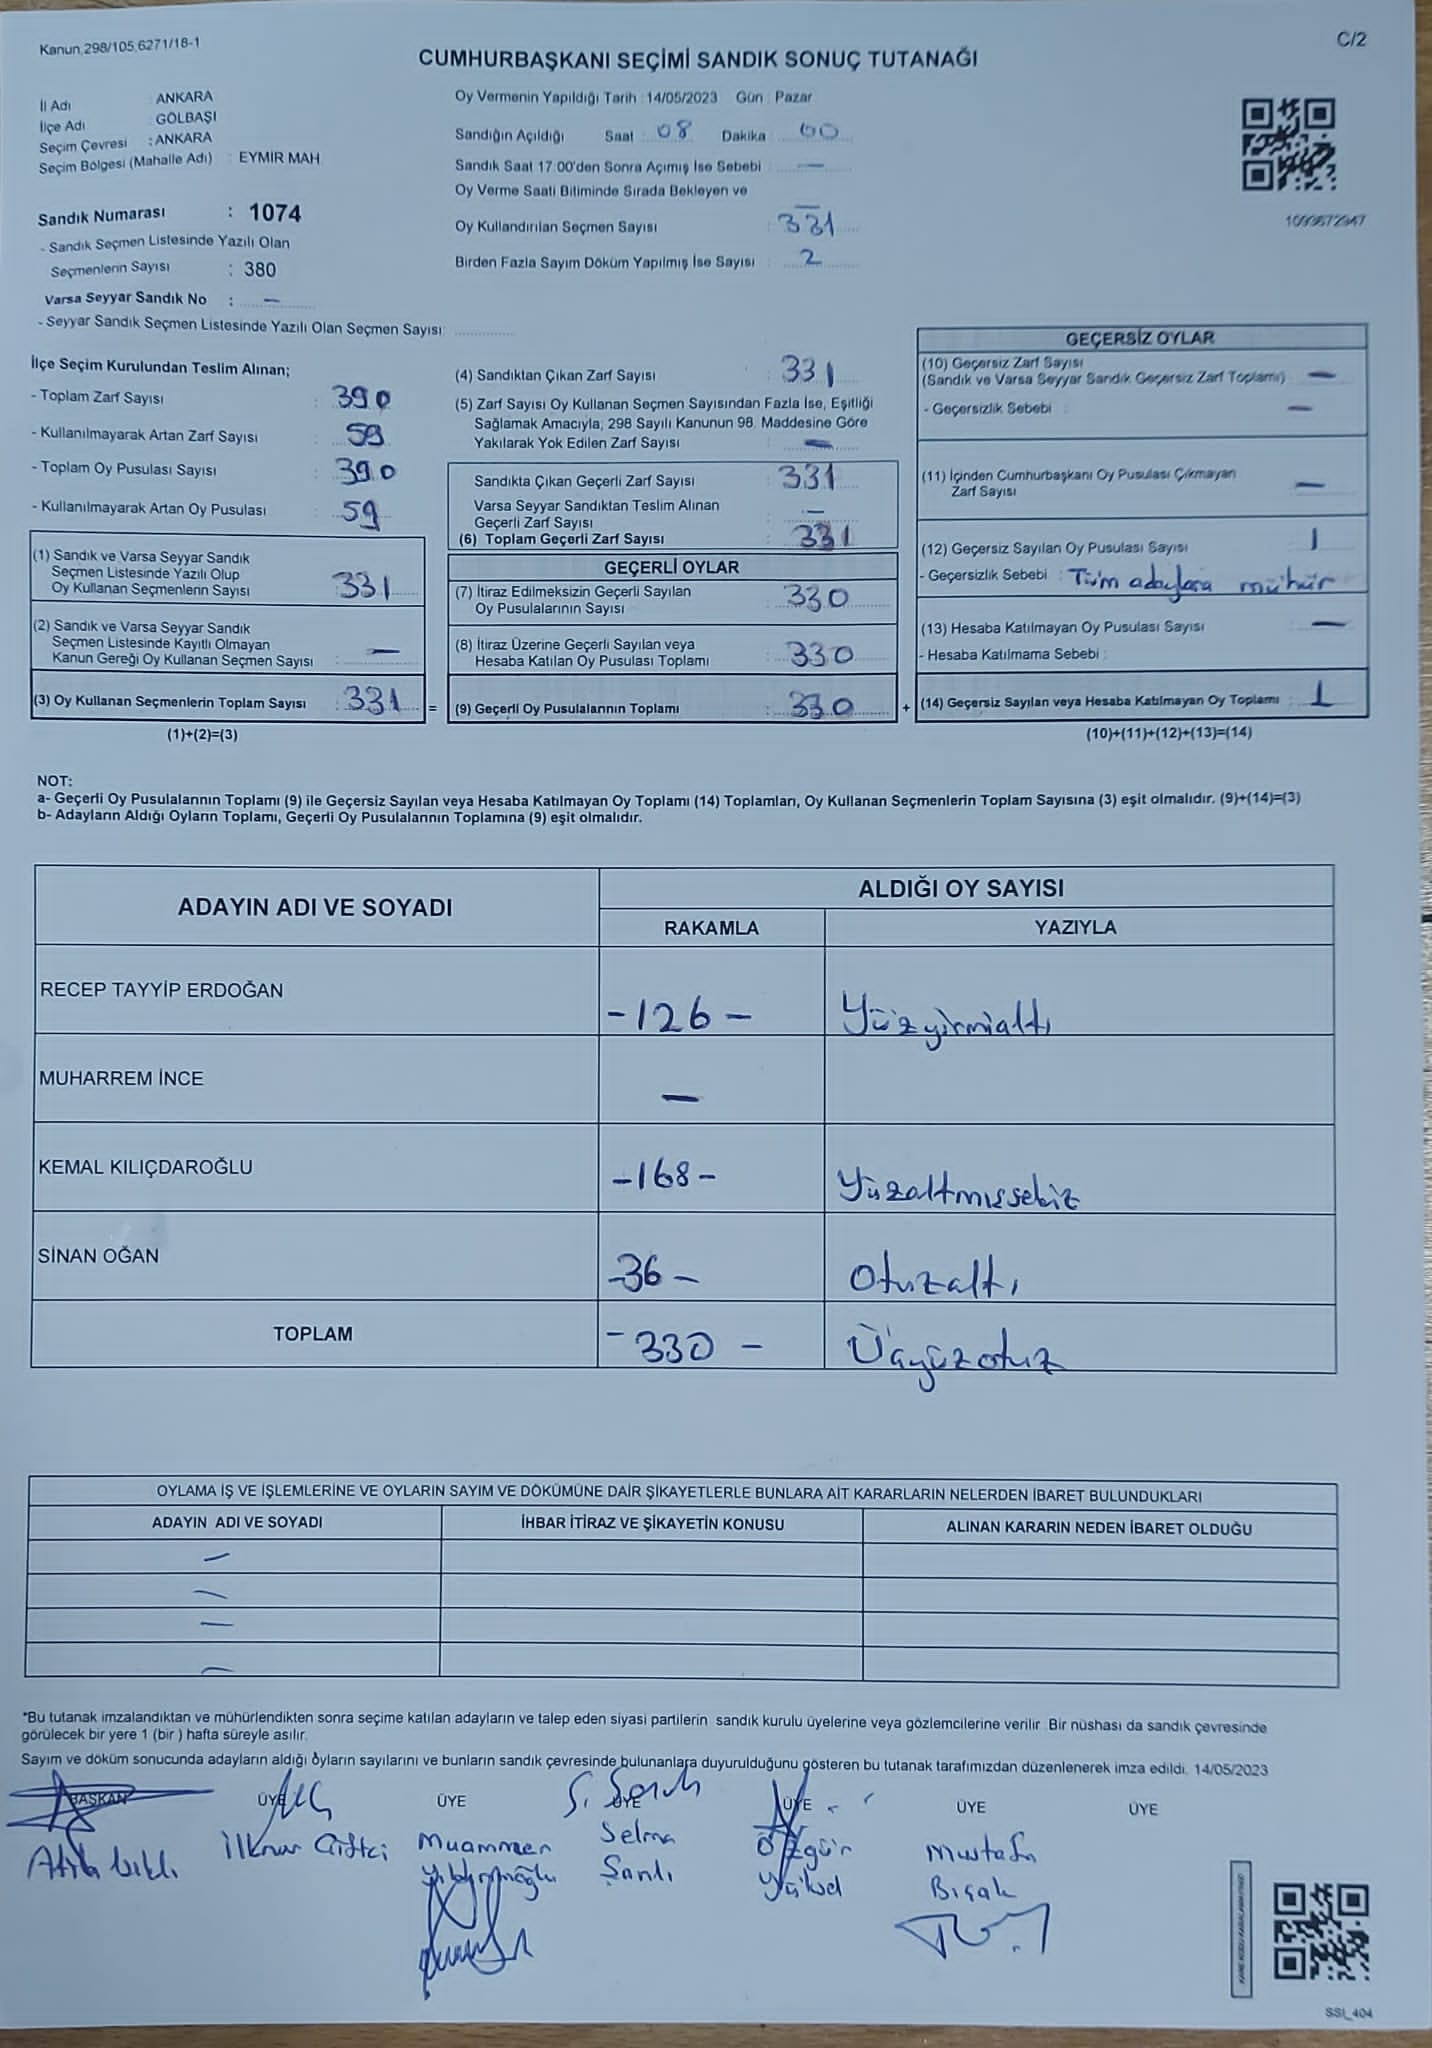 Kanun.298/105,6271/18-1
C/2
CUMHURBAŞKANI SEÇİMİ SANDIK SONUÇ TUTANAĞI
İl Adı : ANKARA
İlçe Adı : GÖLBAŞI
Seçim Çevresi : ANKARA
Seçim Bölgesi (Mahalle Adı) : EYMİR MAH.
Sandık Numarası : 1074
- Sandık Seçmen Listesinde Yazılı Olan
Seçmenlerin Sayısı : 380
Varsa Seyyar Sandık No : —
- Seyyar Sandık Seçmen Listesinde Yazılı Olan Seçmen Sayısı:
Oy Vermenin Yapıldığı Tarih : 14/05/2023 Gün : Pazar
Sandığın Açıldığı Saat : 08 Dakika : 00
Sandık Saat 17:00'den Sonra Açımış İse Sebebi : —
Oy Verme Saati Bitiminde Sırada Bekleyen ve
Oy Kullandırılan Seçmen Sayısı : 331
Birden Fazla Sayım Döküm Yapılmış İse Sayısı : 2
İlçe Seçim Kurulundan Teslim Alınan;
- Toplam Zarf Sayısı : 390
- Kullanılmayarak Artan Zarf Sayısı : 59
- Toplam Oy Pusulası Sayısı : 390
- Kullanılmayarak Artan Oy Pusulası : 59
(1) Sandık ve Varsa Seyyar Sandık
Seçmen Listesinde Yazılı Olup
Oy Kullanan Seçmenlerin Sayısı : 331
(2) Sandık ve Varsa Seyyar Sandık
Seçmen Listesinde Kayıtlı Olmayan
Kanun Gereği Oy Kullanan Seçmen Sayısı : —
(3) Oy Kullanan Seçmenlerin Toplam Sayısı : 331 =
(1)+(2)=(3)
(4) Sandıktan Çıkan Zarf Sayısı : 331
(5) Zarf Sayısı Oy Kullanan Seçmen Sayısından Fazla İse, Eşitliği
Sağlamak Amacıyla, 298 Sayılı Kanunun 98. Maddesine Göre
Yakılarak Yok Edilen Zarf Sayısı : —
Sandıkta Çıkan Geçerli Zarf Sayısı : 331
Varsa Seyyar Sandıktan Teslim Alınan
Geçerli Zarf Sayısı : —
(6) Toplam Geçerli Zarf Sayısı : 331
GEÇERLİ OYLAR
(7) İtiraz Edilmeksizin Geçerli Sayılan
Oy Pusulalarının Sayısı : 330
(8) İtiraz Üzerine Geçerli Sayılan veya
Hesaba Katılan Oy Pusulası Toplamı : 330
(9) Geçerli Oy Pusulalarının Toplamı : 330 +
GEÇERSİZ OYLAR
(10) Geçersiz Zarf Sayısı
(Sandık ve Varsa Seyyar Sandık Geçersiz Zarf Toplamı) : —
- Geçersizlik Sebebi : —
(11) İçinden Cumhurbaşkanı Oy Pusulası Çıkmayan
Zarf Sayısı : —
(12) Geçersiz Sayılan Oy Pusulası Sayısı : 1
- Geçersizlik Sebebi : Tüm adaylara mühür
(13) Hesaba Katılmayan Oy Pusulası Sayısı : —
- Hesaba Katılmama Sebebi :
(14) Geçersiz Sayılan veya Hesaba Katılmayan Oy Toplamı : 1
(10)+(11)+(12)+(13)=(14)
NOT:
a- Geçerli Oy Pusulalarının Toplamı (9) ile Geçersiz Sayılan veya Hesaba Katılmayan Oy Toplamı (14) Toplamları, Oy Kullanan Seçmenlerin Toplam Sayısına (3) eşit olmalıdır. (9)+(14)=(3)
b- Adayların Aldığı Oyların Toplamı, Geçerli Oy Pusulalarının Toplamına (9) eşit olmalıdır.
ADAYIN ADI VE SOYADI
ALDIĞI OY SAYISI
RAKAMLA YAZIYLA
RECEP TAYYİP ERDOĞAN -126- Yüzyirmialtı
MUHARREM İNCE —
KEMAL KILIÇDAROĞLU -168- Yüzaltmışsekiz
SİNAN OĞAN -36- Otuzaltı
TOPLAM -330- Üçyüzotuz
OYLAMA İŞ VE İŞLEMLERİNE VE OYLARIN SAYIM VE DÖKÜMÜNE DAİR ŞİKAYETLERLE BUNLARA AİT KARARLARIN NELERDEN İBARET BULUNDUKLARI
ADAYIN ADI VE SOYADI İHBAR İTİRAZ VE ŞİKAYETİN KONUSU ALINAN KARARIN NEDEN İBARET OLDUĞU
—
—
—
—
*Bu tutanak imzalandıktan ve mühürlendikten sonra seçime katılan adayların ve talep eden siyasi partilerin sandık kurulu üyelerine veya gözlemcilerine verilir. Bir nüshası da sandık çevresinde
görülecek bir yere 1 (bir ) hafta süreyle asılır.
Sayım ve döküm sonucunda adayların aldığı oyların sayılarını ve bunların sandık çevresinde bulunanlara duyurulduğunu gösteren bu tutanak tarafımızdan düzenlenerek imza edildi. 14/05/2023
BAŞKAN ÜYE ÜYE ÜYE ÜYE ÜYE ÜYE
İlknur Çiftci Muammer Selma Özgür Mustafa
Şanlı Bıçak
SSI_404